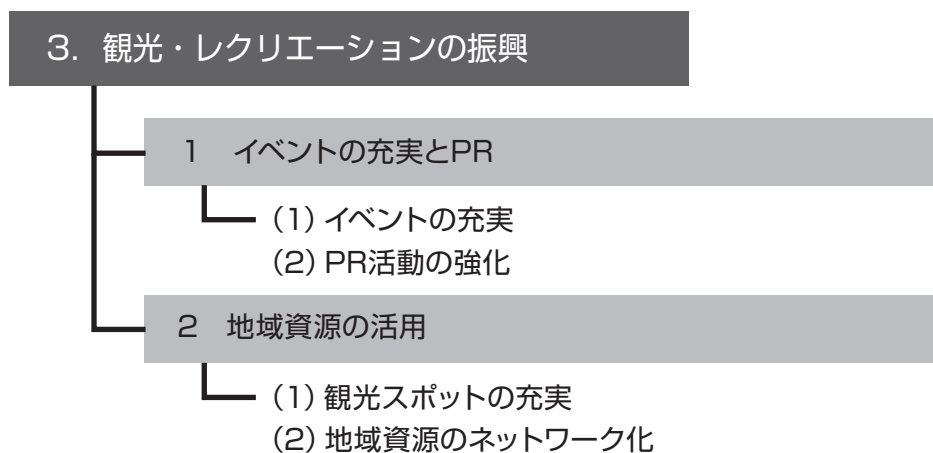 3. 観光・レクリエーションの振興
1 イベントの充実とPR
(1) イベントの充実
(2) PR活動の強化
2 地域資源の活用
(1) 観光スポットの充実
(2) 地域資源のネットワーク化